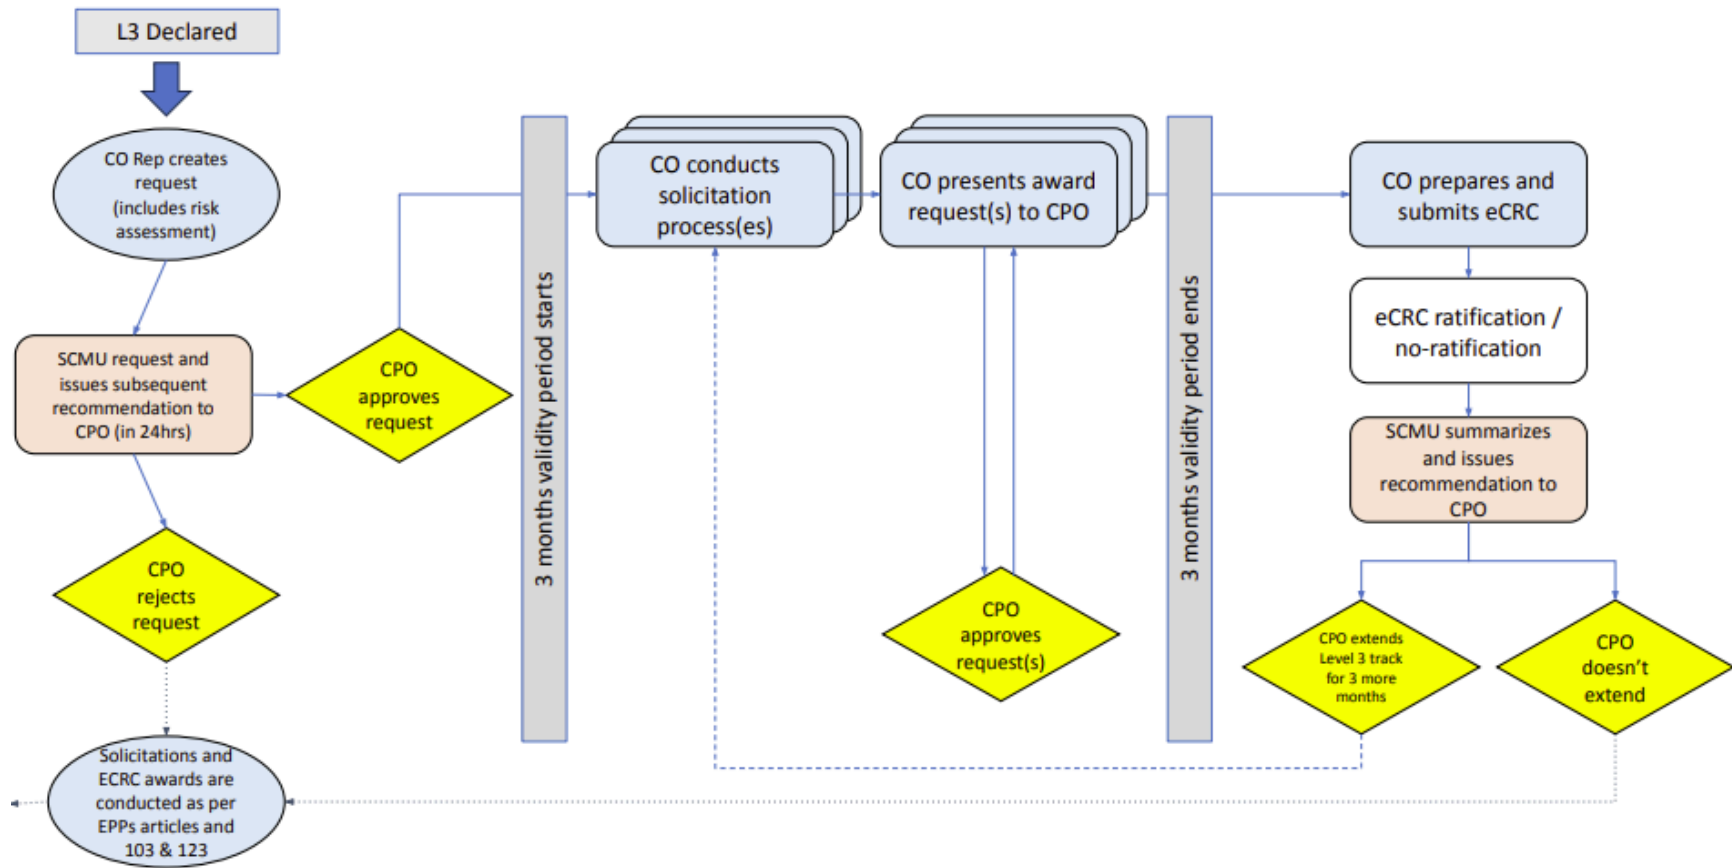 L3 Declared
CO Rep creates
request
(includes risk
assessment)
SCMU request and
issues subsequent
recommendation to
CPO (in 24hrs)
CPO
approves
request
CPO
rejects
request
Solicitations and
ECRC awards are
conducted as per
EPPs articles and
103 & 123
3 months validity period starts
CO conducts
solicitation
process(es)
CO presents award
request(s) to CPO
CPO
approves
request(s)
3 months validity period ends
CO prepares and
submits eCRC
eCRC ratification /
no-ratification
SCMU summarizes
and issues
recommendation to
CPO
CPO extends
Level 3 track
for 3 more
months
CPO
doesn't
extend